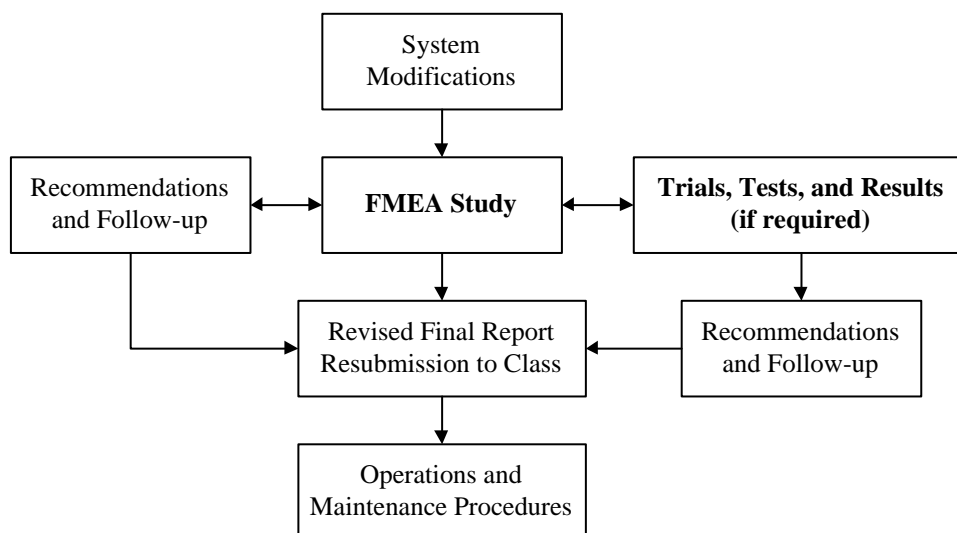 System
Modifications
Recommendations
and Follow-up
FMEA Study
Trials, Tests, and Results
(if required)
Revised Final Report
Resubmission to Class
Recommendations
and Follow-up
Operations and
Maintenance Procedures